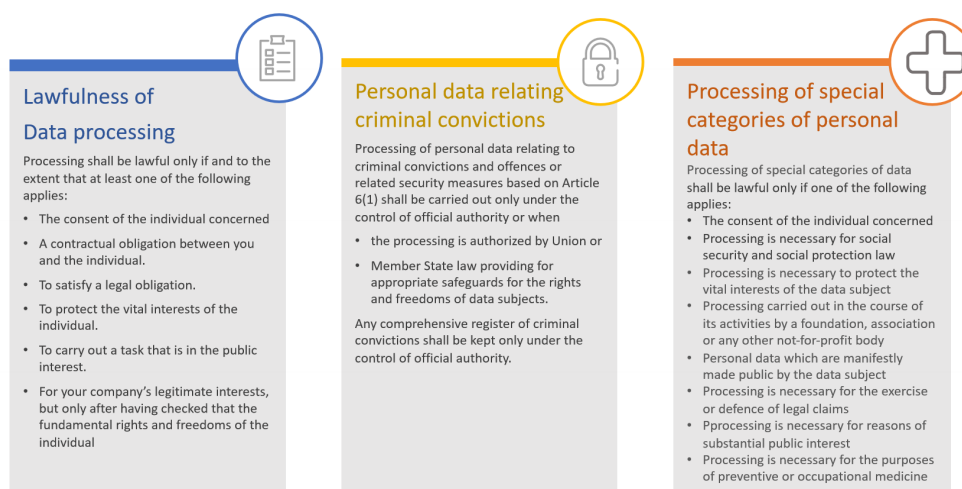 Lawfulness of
Data processing
Processing shall be lawful only if and to the
extent that at least one of the following
applies:
• The consent of the individual concerned
• A contractual obligation between you
and the individual.
• To satisfy a legal obligation.
• To protect the vital interests of the
individual.
• To carry out a task that is in the public
interest.
• For your company's legitimate interests,
but only after having checked that the
fundamental rights and freedoms of the
individual
Personal data relating
criminal convictions
Processing of personal data relating to
criminal convictions and offences or
related security measures based on Article
6(1) shall be carried out only under the
control of official authority or when
• the processing is authorized by Union or
• Member State law providing for
appropriate safeguards for the rights
and freedoms of data subjects.
Any comprehensive register of criminal
convictions shall be kept only under the
control of official authority.
Processing of special
categories of personal
data
Processing of special categories of data
shall be lawful only if one of the following
applies:
• The consent of the individual concerned
• Processing is necessary for social
security and social protection law
• Processing is necessary to protect the
vital interests of the data subject
• Processing carried out in the course of
its activities by a foundation, association
or any other not-for-profit body
• Personal data which are manifestly
made public by the data subject
• Processing is necessary for the exercise
or defence of legal claims
• Pprocessing is necessary for reasons of
substantial public interest
• Processing is necessary for the purposes
of preventive or occupational medicine